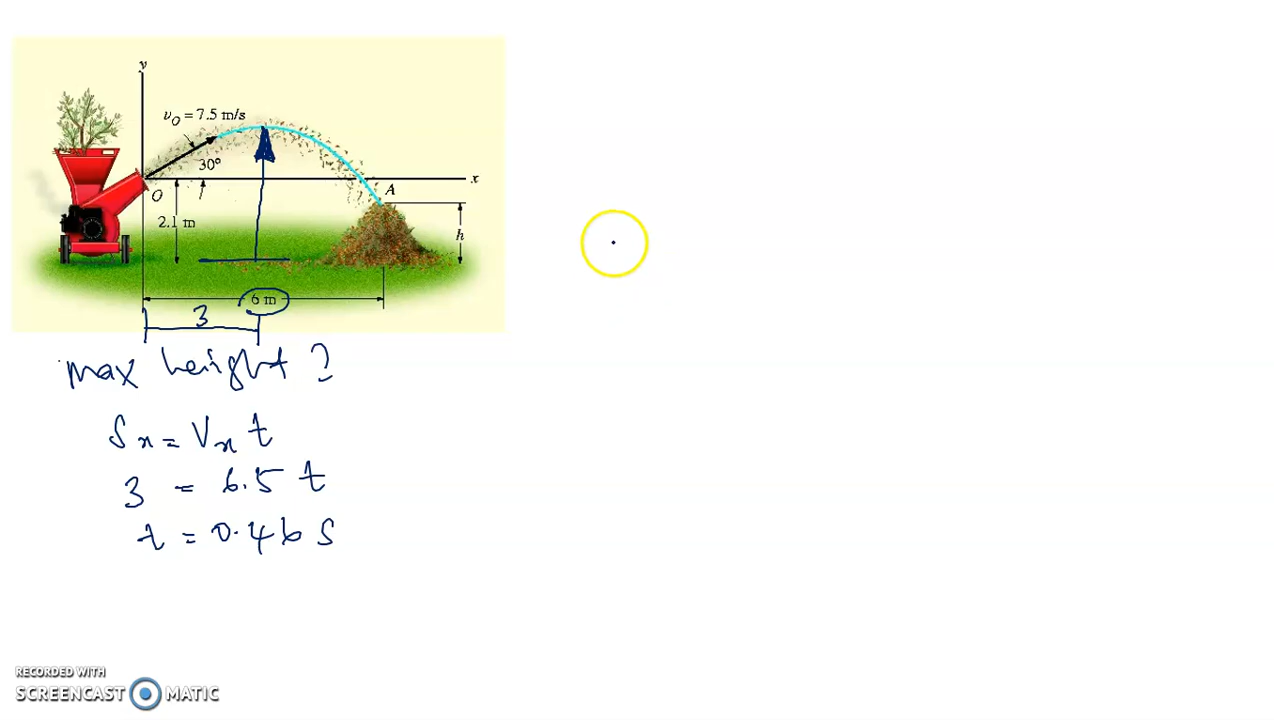 y
v_O = 7.5 m/s
30°
x
O
A
2.1 m
h
6 m
3
max height ?
S_x = V_x t
3 = 6.5 t
t = 0.46 S
RECORDED WITH
SCREENCAST MATIC